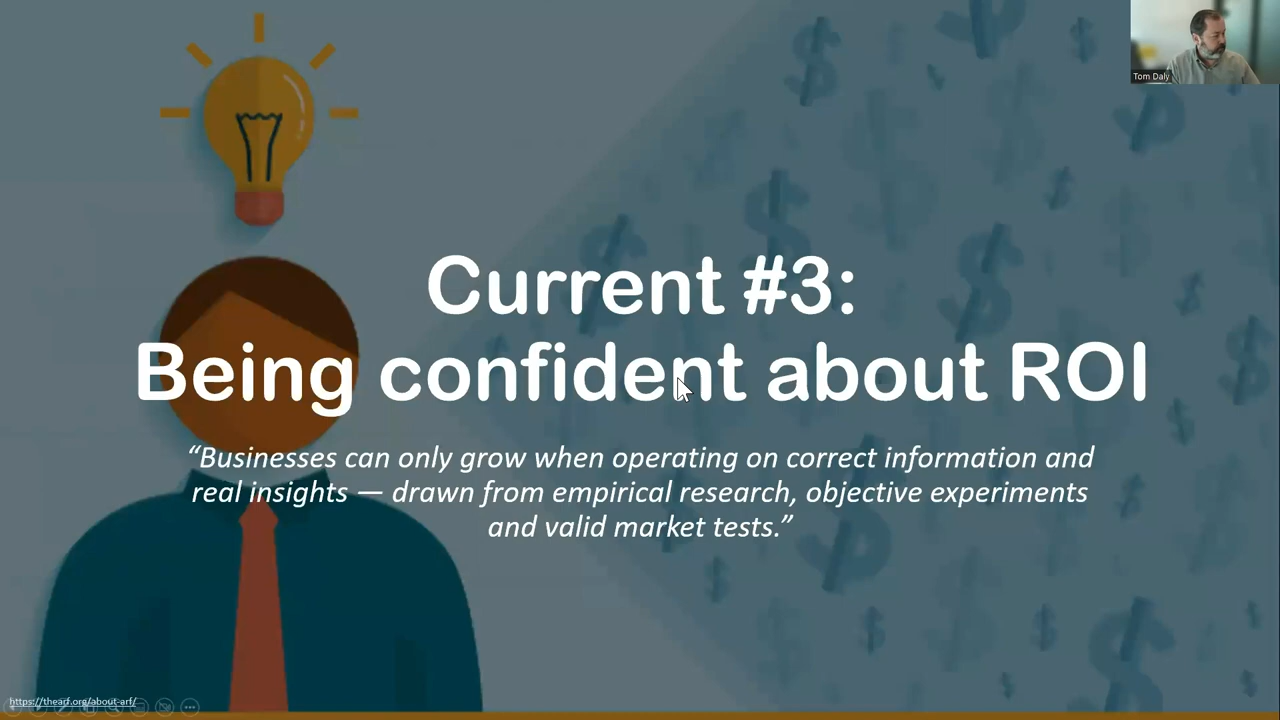 Tom Daly
Current #3:
Being confident about ROI
“Businesses can only grow when operating on correct information and
real insights — drawn from empirical research, objective experiments
and valid market tests.”
https://thearf.org/about-arf/